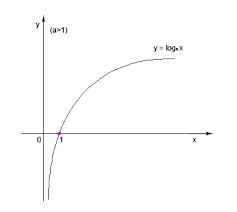 y
(a>1)
y = logₐx
0 1 x